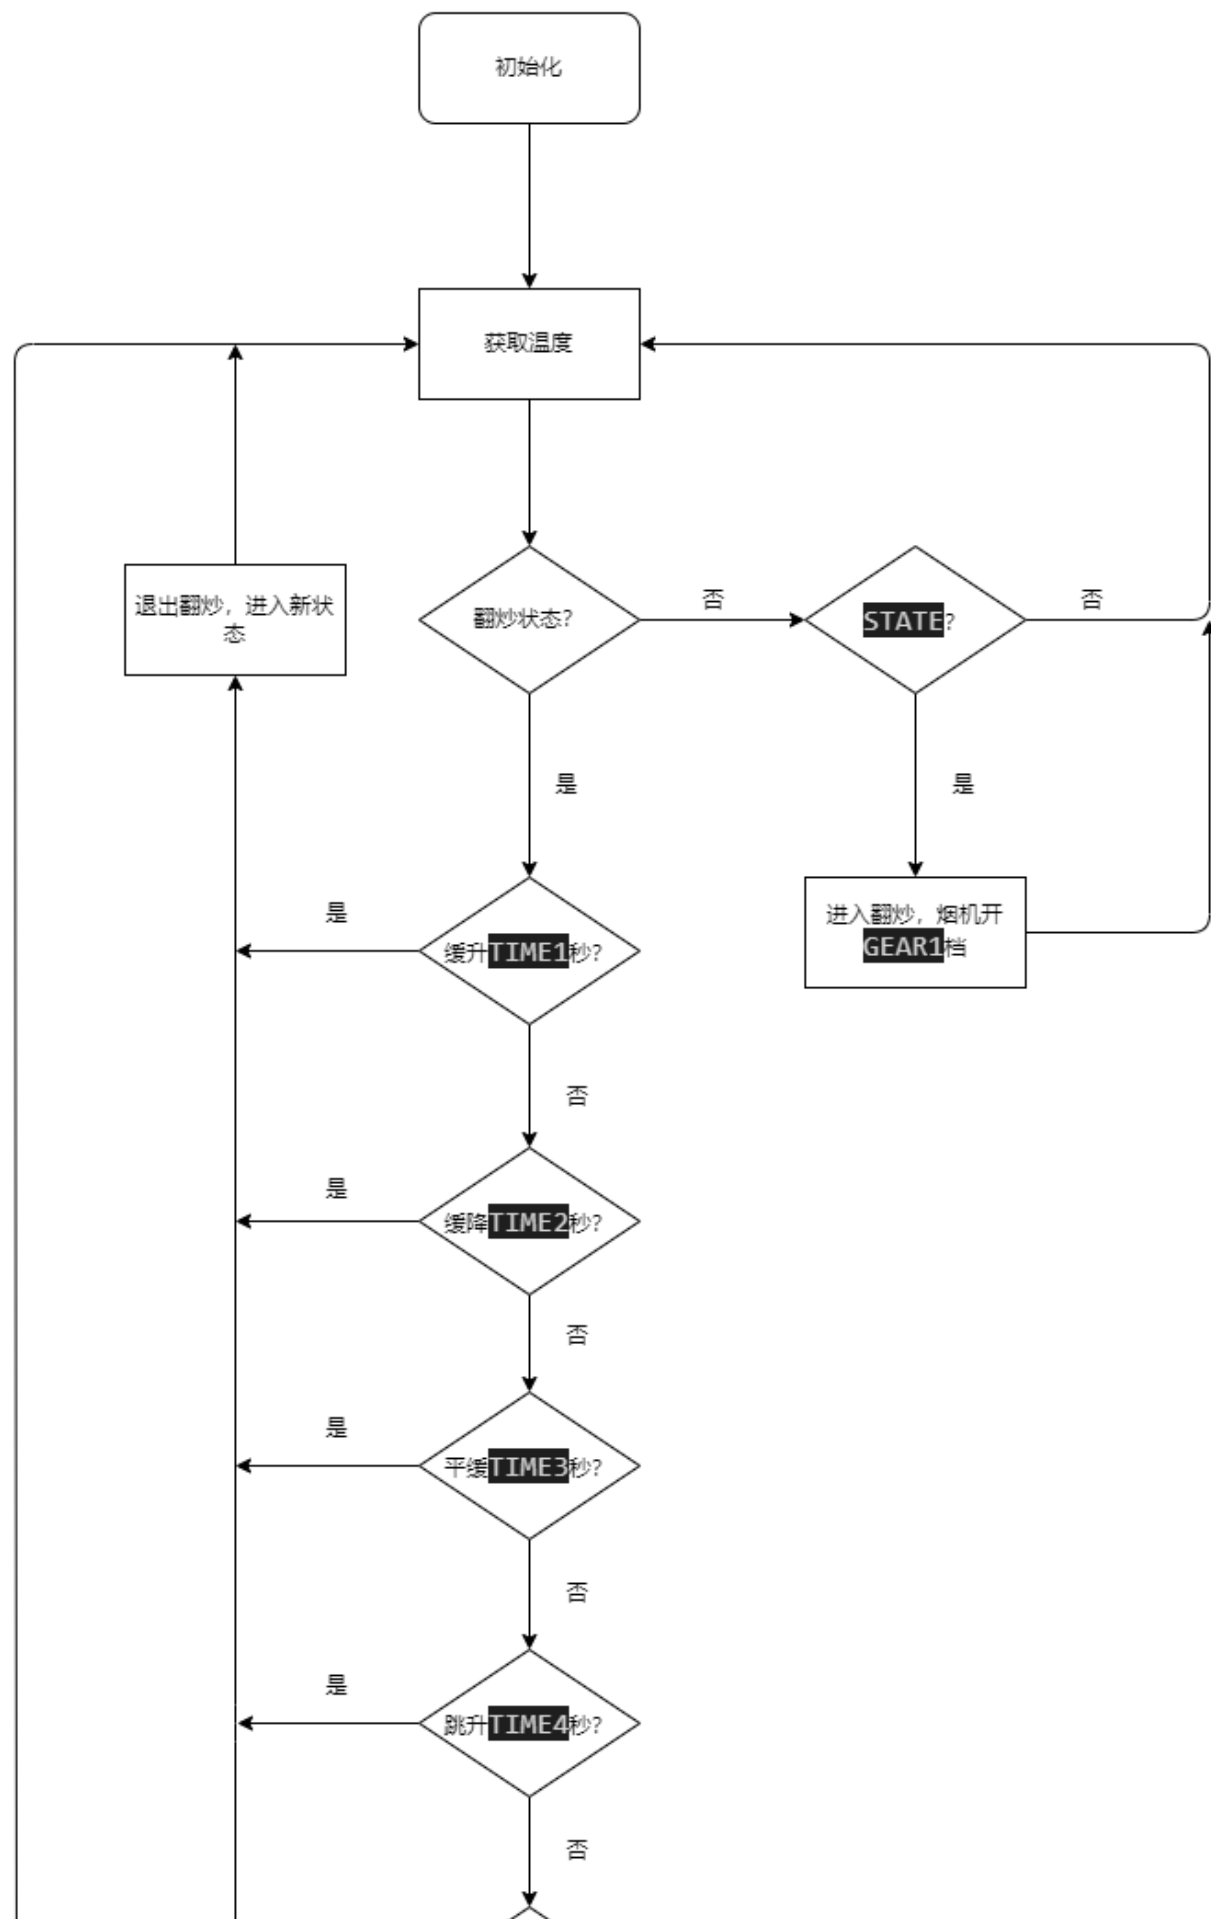 初始化
获取温度
退出翻炒，进入新状
态
翻炒状态？
否
STATE?
否
是
是
进入翻炒，烟机开
GEAR1档
是
缓升TIME1秒？
否
是
缓降TIME2秒？
否
是
平缓TIME3秒？
否
是
跳升TIME4秒？
否